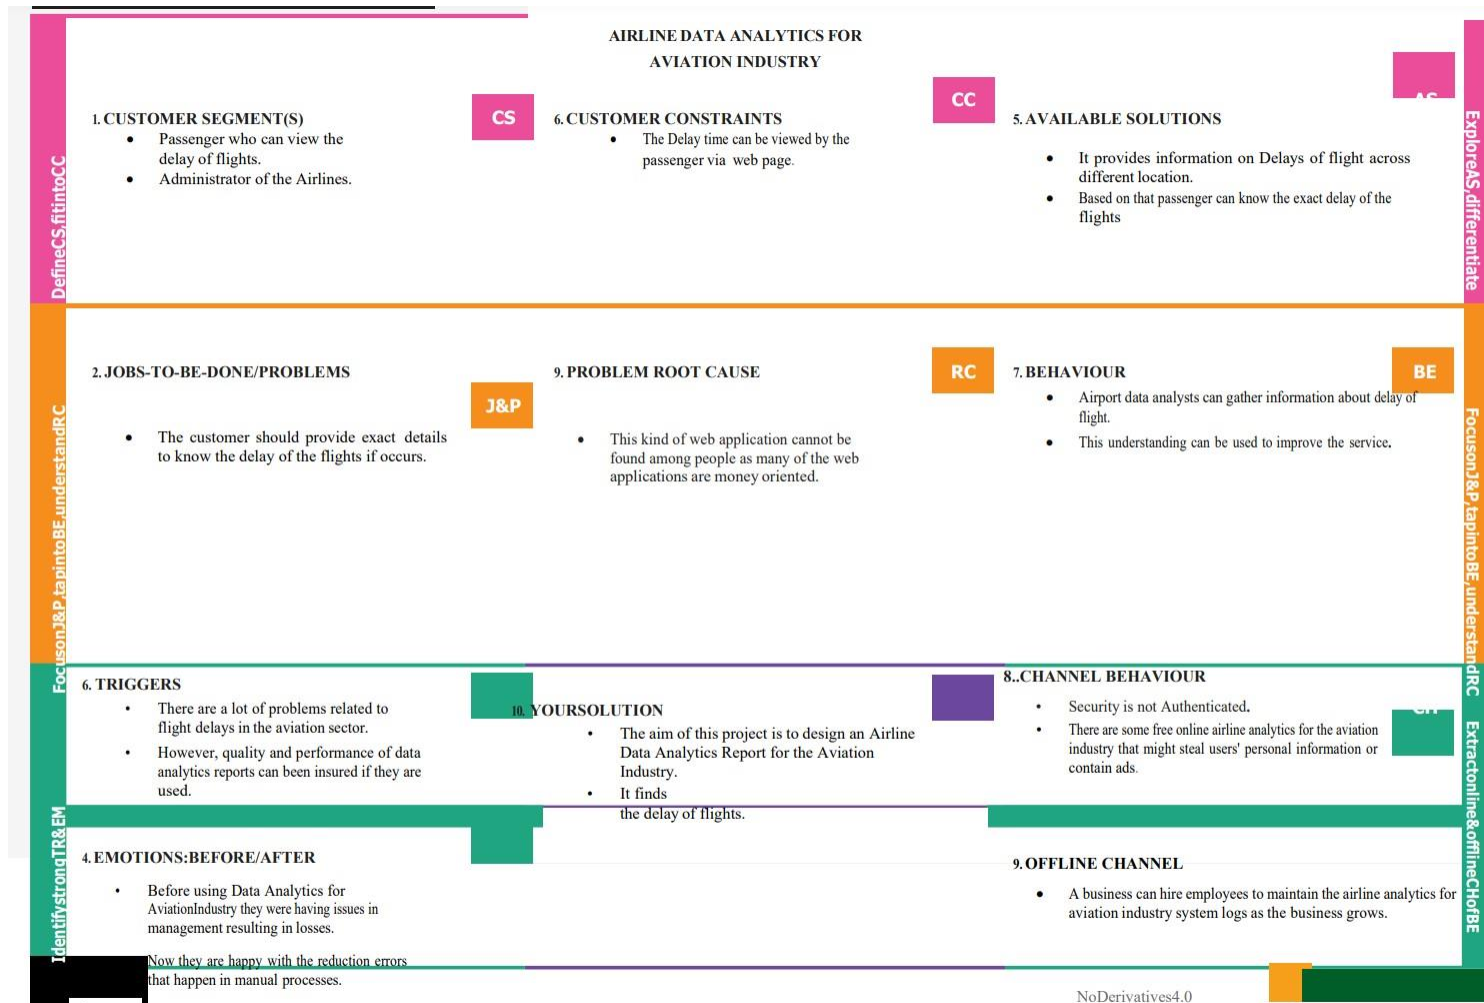 AIRLINE DATA ANALYTICS FOR
AVIATION INDUSTRY
DefineCS,fitintoCC
1. CUSTOMER SEGMENT(S)
CS
• Passenger who can view the
delay of flights.
• Administrator of the Airlines.
6. CUSTOMER CONSTRAINTS
CC
• The Delay time can be viewed by the
passenger via web page.
5. AVAILABLE SOLUTIONS
AS
• It provides information on Delays of flight across
different location.
• Based on that passenger can know the exact delay of the
flights
ExploreAS,differentiate
FocusonJ&P,tapintoBE,understandRC
2. JOBS-TO-BE-DONE/PROBLEMS
J&P
• The customer should provide exact details
to know the delay of the flights if occurs.
9. PROBLEM ROOT CAUSE
RC
• This kind of web application cannot be
found among people as many of the web
applications are money oriented.
7. BEHAVIOUR
BE
• Airport data analysts can gather information about delay of
flight.
• This understanding can be used to improve the service.
FocusonJ&P,tapintoBE,understandRC
IdentifystrongTR&EM
6. TRIGGERS
• There are a lot of problems related to
flight delays in the aviation sector.
• However, quality and performance of data
analytics reports can been insured if they are
used.
10. YOURSOLUTION
• The aim of this project is to design an Airline
Data Analytics Report for the Aviation
Industry.
• It finds
the delay of flights.
8..CHANNEL BEHAVIOUR
CH
• Security is not Authenticated.
• There are some free online airline analytics for the aviation
industry that might steal users' personal information or
contain ads.
Extractonline&offlineCHofBE
4. EMOTIONS:BEFORE/AFTER
• Before using Data Analytics for
AviationIndustry they were having issues in
management resulting in losses.
Now they are happy with the reduction errors
that happen in manual processes.
9. OFFLINE CHANNEL
• A business can hire employees to maintain the airline analytics for
aviation industry system logs as the business grows.
NoDerivatives4.0